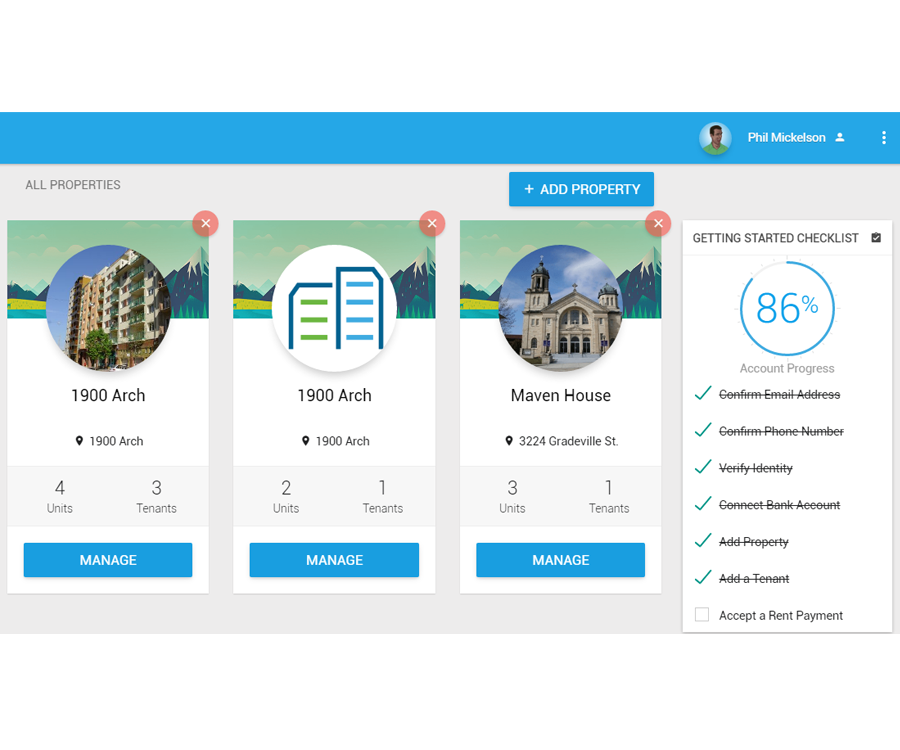 Phil Mickelson
ALL PROPERTIES
+ ADD PROPERTY
1900 Arch
1900 Arch
4 3
Units Tenants
MANAGE
1900 Arch
1900 Arch
2 1
Units Tenants
MANAGE
Maven House
3224 Gradeville St.
3 1
Units Tenants
MANAGE
GETTING STARTED CHECKLIST
86%
Account Progress
Confirm Email Address
Confirm Phone Number
Verify Identity
Connect Bank Account
Add Property
Add a Tenant
Accept a Rent Payment